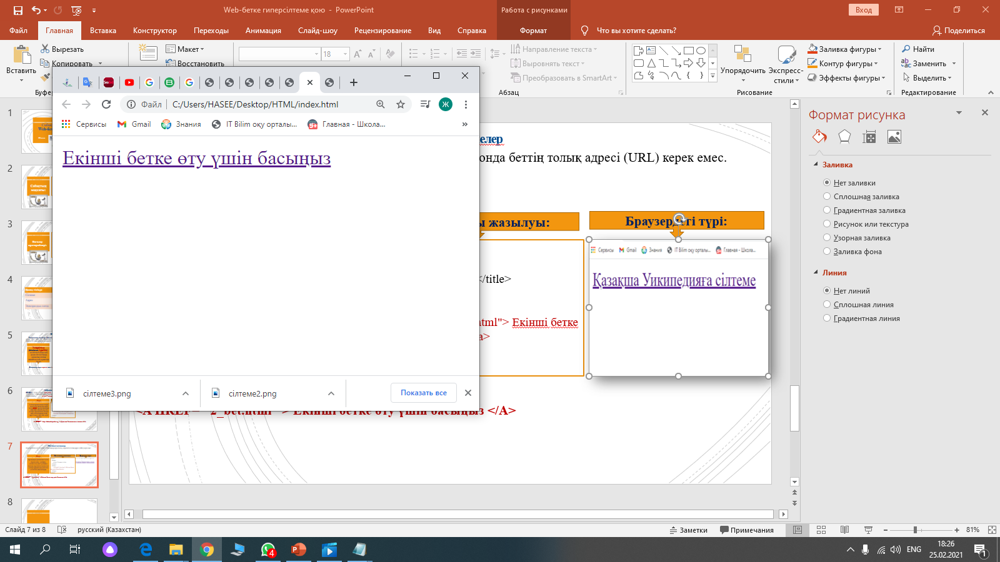 Web-бетке гиперсілтеме қою - PowerPoint
Работа с рисунками
Вход
Файл
Главная
Вставка
Конструктор
Переходы
Анимация
Слайд-шоу
Рецензирование
Вид
Справка
Формат
Что вы хотите сделать?
Поделиться
Вставить
Вырезать
Копировать
Буфе
Макет
Восстановить
18
Направление текста
Выровнять текст
Преобразовать в SmartArt
Абзац
Упорядочить
Экспресс-
стили
Заливка фигуры
Контур фигуры
Эффекты фигуры
Рисование
Найти
Заменить
Выделить
Редактирование
Файл
C:/Users/HASEE/Desktop/HTML/index.html
Ж
Сервисы
Gmail
Знания
IT Bilim оқу орталы...
Главная - Школа...
»
Екінші бетке өту үшін басыңыз
сілтеме3.png
сілтеме2.png
Показать все
елер
онда беттің толық адресі (URL) керек емес.
ы жазылуы:
Браузердегі түрі:
</title>
html"> Екінші бетке
a>
Сервисы
Gmail
Знания
IT Bilim оқу орталы...
Главная - Школа...
Қазақша Уикипедияға сілтеме
<A HREF= "2_bet.html" > Екінші бетке өту үшін басыңыз </A>
Формат рисунка
Заливка
Нет заливки
Сплошная заливка
Градиентная заливка
Рисунок или текстура
Узорная заливка
Заливка фона
Линия
Нет линий
Сплошная линия
Градиентная линия
1
2
3
4
5
6
7
8
Слайд 7 из 8
русский (Казахстан)
Заметки
Примечания
81%
4
ENG
18:26
25.02.2021
1